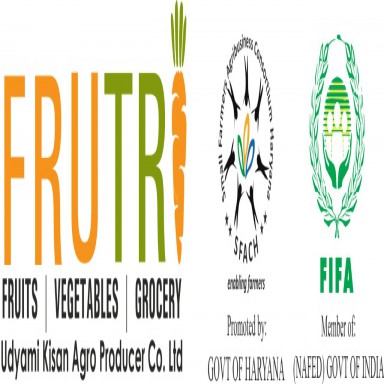 FRUTRI
FRUITS | VEGETABLES | GROCERY
Udyami Kisan Agro Producer Co. Ltd
Small Farmers Agribusiness Consortium Haryana
SFACH
enabling farmers
Promoted by:
GOVT OF HARYANA
FIFA
Member of:
(NAFED) GOVT OF INDIA